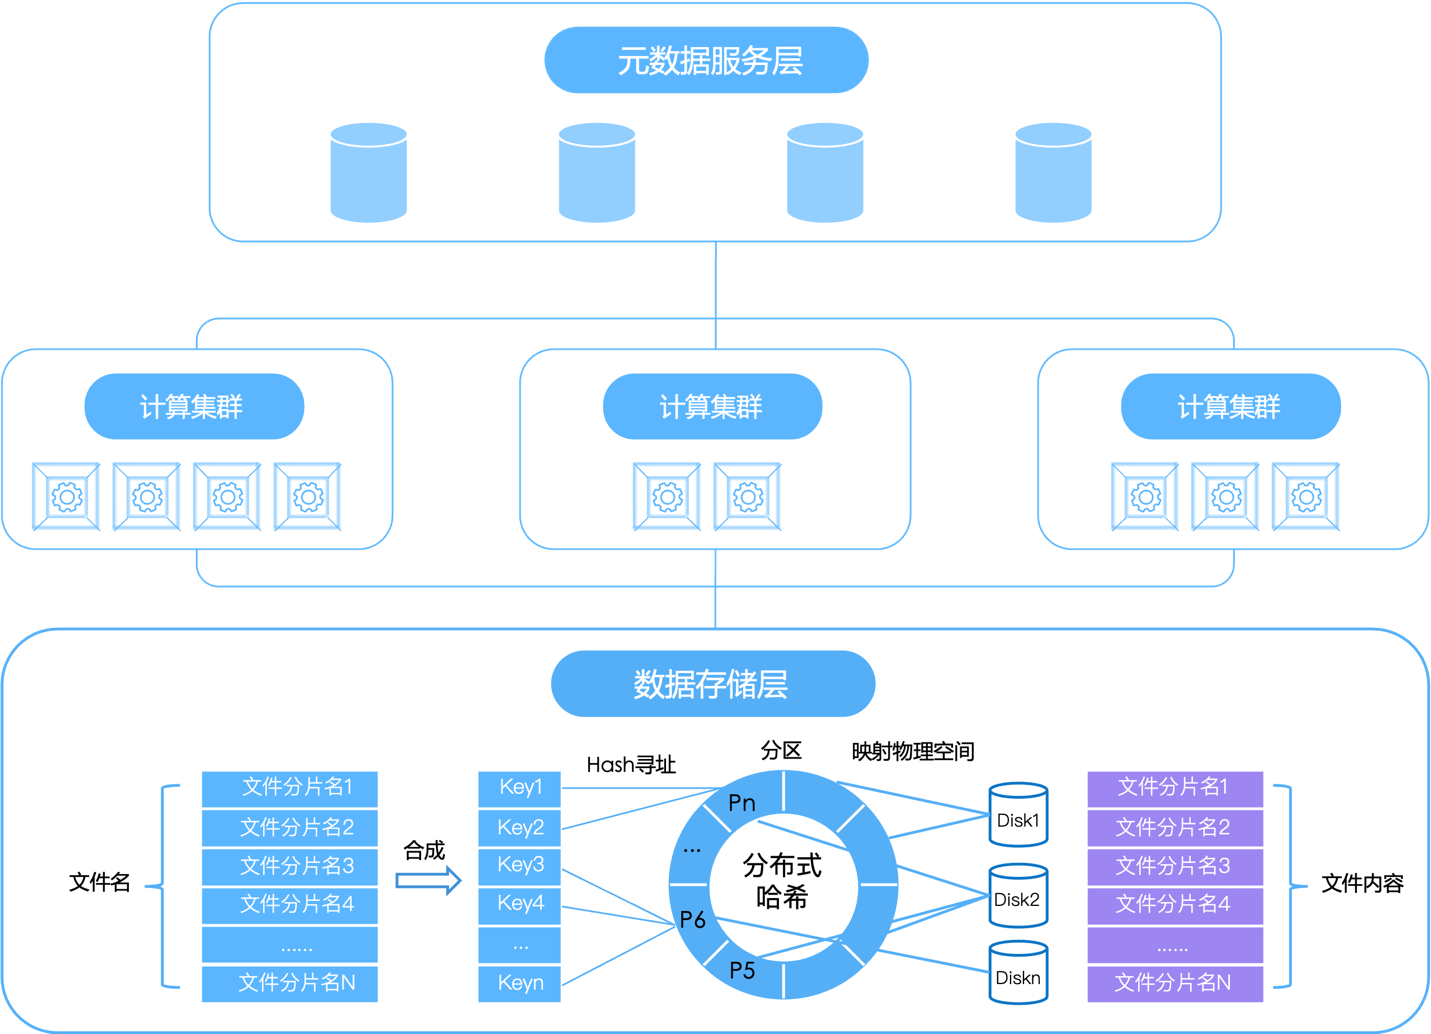 元数据服务层
计算集群
计算集群
计算集群
数据存储层
文件名
文件分片名1
文件分片名2
文件分片名3
文件分片名4
......
文件分片名N
合成
Key1
Key2
Key3
Key4
...
Keyn
Hash寻址
分区
映射物理空间
Pn
...
P6
P5
分布式
哈希
Disk1
Disk2
Diskn
文件分片名1
文件分片名2
文件分片名3
文件分片名4
......
文件分片名N
文件内容